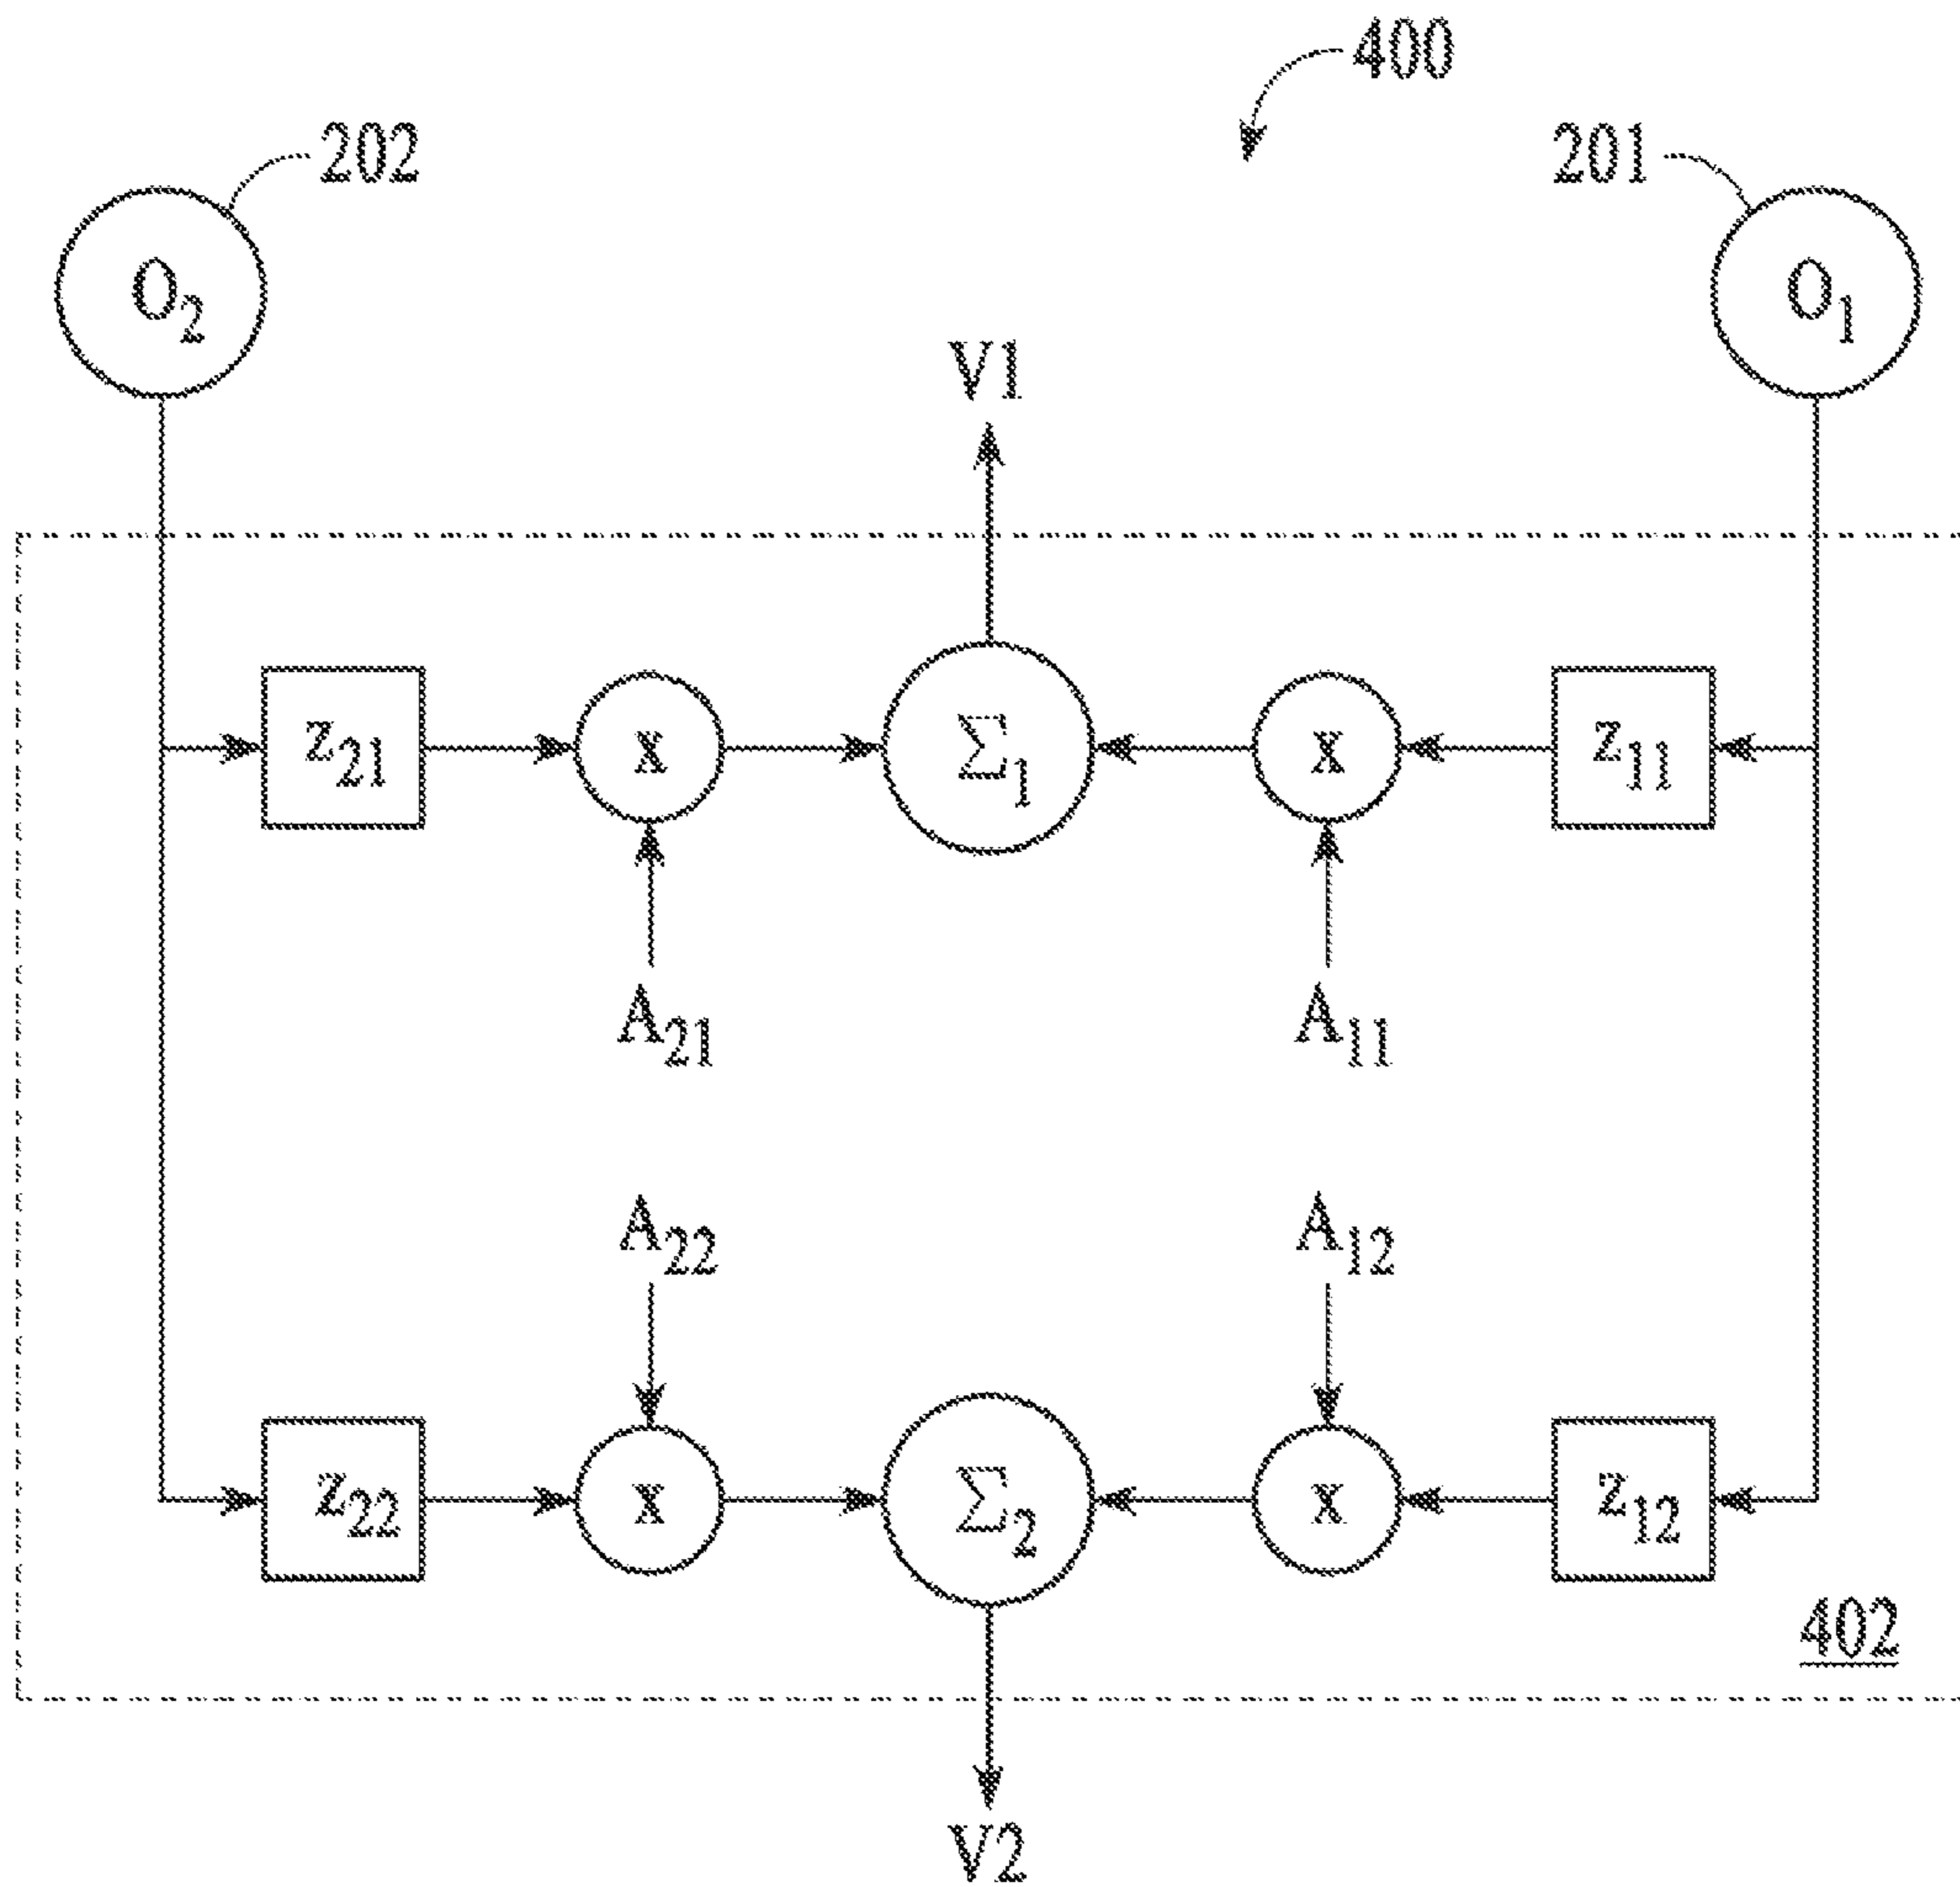 400
202
201
O₂
O₁
V1
z₂₁
x
Σ₁
x
z₁₁
A₂₁
A₁₁
A₂₂
A₁₂
z₂₂
x
Σ₂
x
z₁₂
402
V2